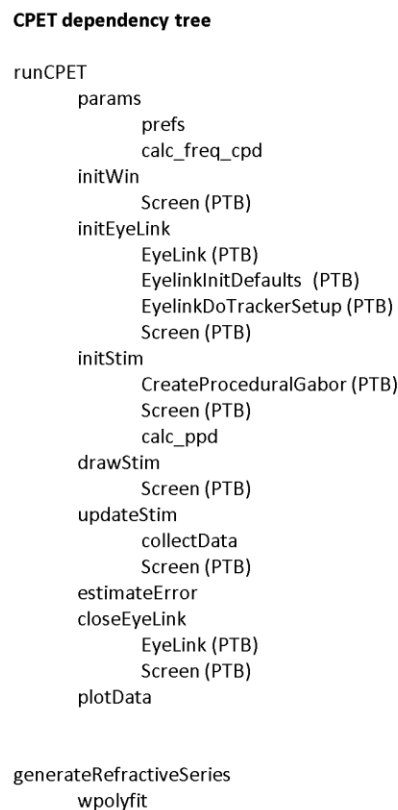 CPET dependency tree
runCPET
params
prefs
calc_freq_cpd
initWin
Screen (PTB)
initEyeLink
EyeLink (PTB)
EyelinkInitDefaults (PTB)
EyelinkDoTrackerSetup (PTB)
Screen (PTB)
initStim
CreateProceduralGabor (PTB)
Screen (PTB)
calc_ppd
drawStim
Screen (PTB)
updateStim
collectData
Screen (PTB)
estimateError
closeEyeLink
EyeLink (PTB)
Screen (PTB)
plotData
generateRefractiveSeries
wpolyfit